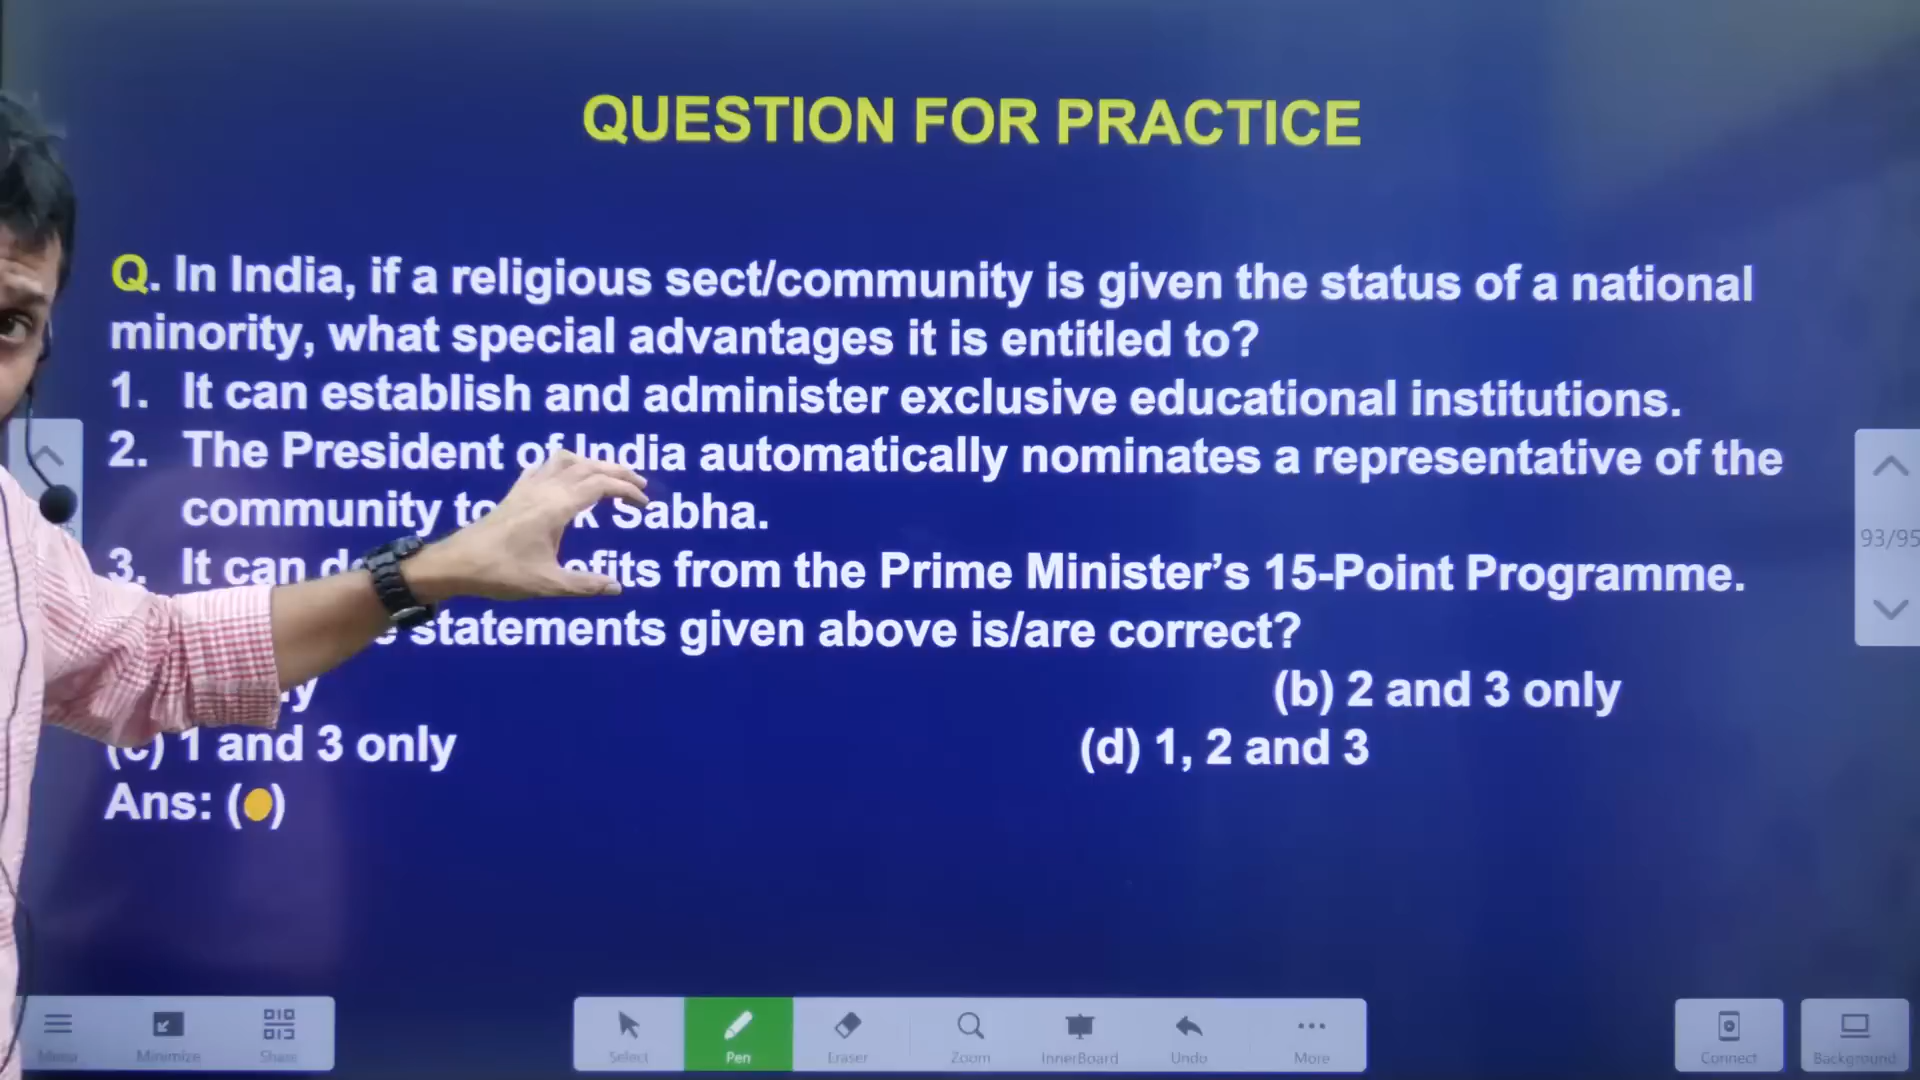 QUESTION FOR PRACTICE
Q. In India, if a religious sect/community is given the status of a national
minority, what special advantages it is entitled to?
1. It can establish and administer exclusive educational institutions.
2. The President of India automatically nominates a representative of the
community to Sabha.
3. It can from the Prime Minister's 15-Point Programme.
statements given above is/are correct?
(b) 2 and 3 only
(c) 1 and 3 only (d) 1, 2 and 3
Ans: ( )
93/95
Menu Minimize Share Select Pen Eraser Zoom InnerBoard Undo More Connect Background